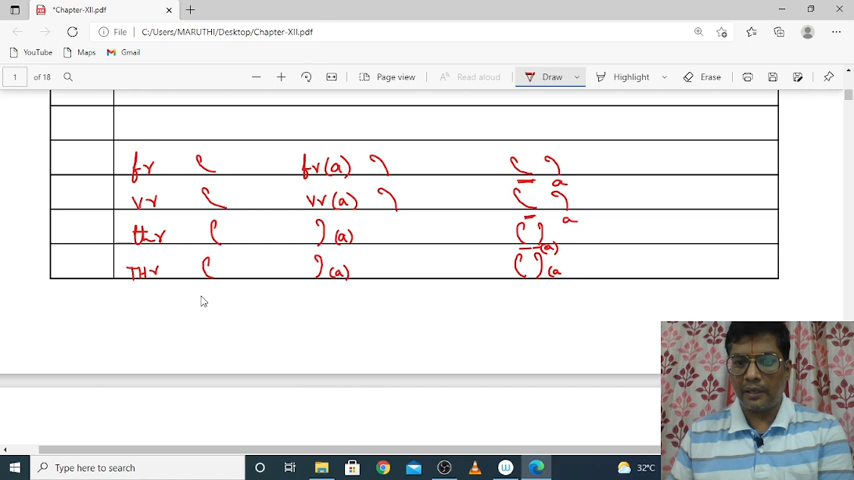 *Chapter-XII.pdf
File C:/Users/MARUTHI/Desktop/Chapter-XII.pdf
YouTube Maps Gmail
1 of 18 Page view Read aloud Draw Highlight Erase
fr fr(a) a
vr vr(a) a
thr (a) (a)
THr (a) (a
Type here to search 32°C